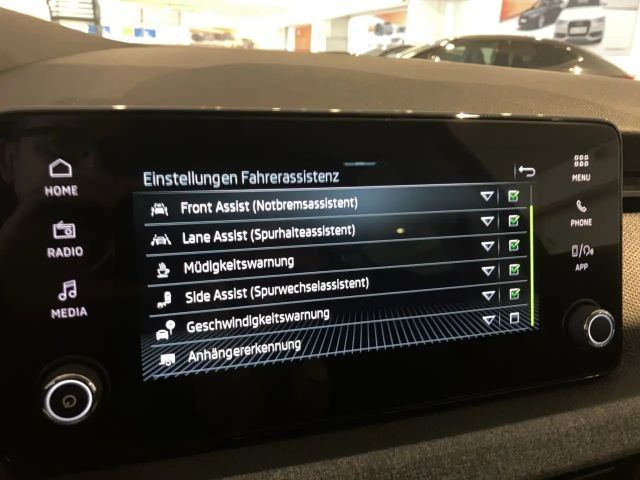 Einstellungen Fahrerassistenz
HOME
RADIO
MEDIA
Front Assist (Notbremsassistent)
Lane Assist (Spurhalteassistent)
Müdigkeitswarnung
Side Assist (Spurwechselassistent)
Geschwindigkeitswarnung
Anhängererkennung
MENU
PHONE
APP